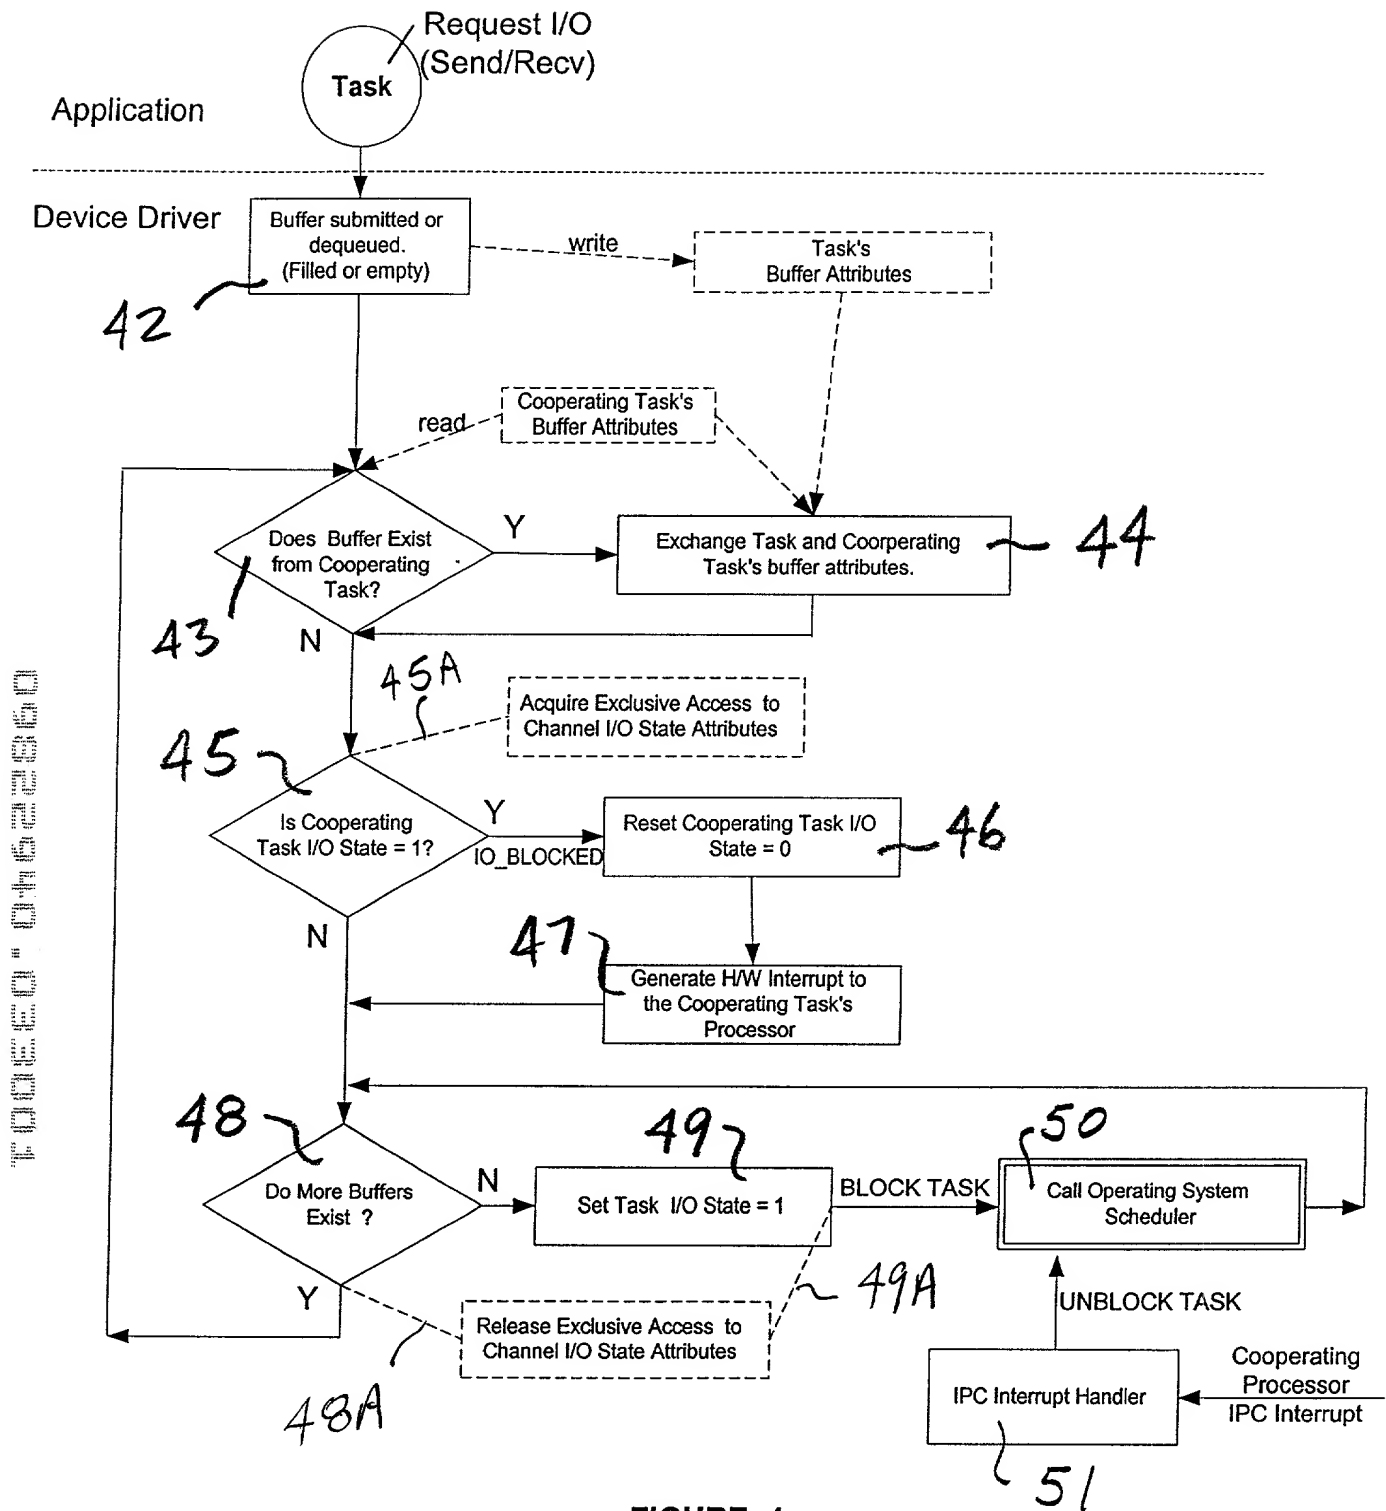 Request I/O
(Send/Recv)
Task
Application
Device Driver
Buffer submitted or
dequeued.
(Filled or empty)
write
Task's
Buffer Attributes
42
Cooperating Task's
Buffer Attributes
read
Does Buffer Exist
from Cooperating
Task?
Y
Exchange Task and Coorperating
Task's buffer attributes.
44
43
N
45A
Acquire Exclusive Access to
Channel I/O State Attributes
45
Is Cooperating
Task I/O State = 1?
Y
IO_BLOCKED
Reset Cooperating Task I/O
State = 0
46
N
47
Generate H/W Interrupt to
the Cooperating Task's
Processor
48
Do More Buffers
Exist ?
N
49
Set Task I/O State = 1
BLOCK TASK
50
Call Operating System
Scheduler
Y
49A
UNBLOCK TASK
Release Exclusive Access to
Channel I/O State Attributes
48A
IPC Interrupt Handler
Cooperating
Processor
IPC Interrupt
51